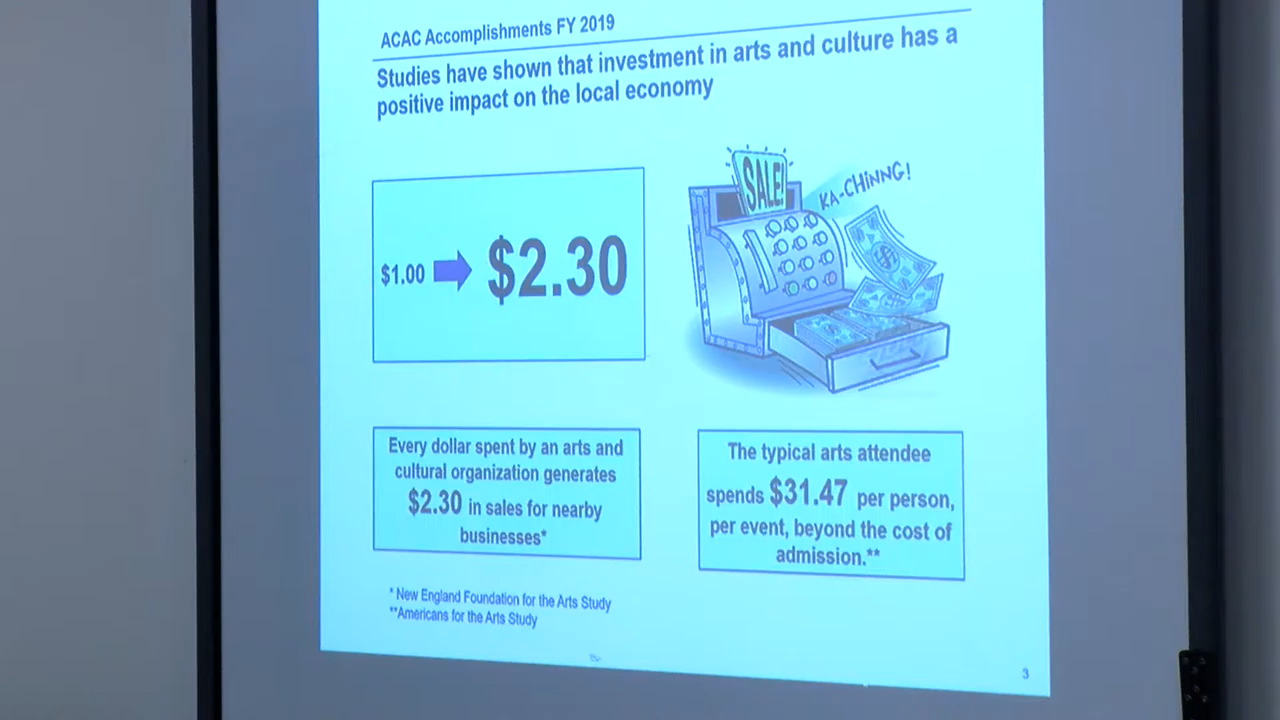 ACAC Accomplishments FY 2019
Studies have shown that investment in arts and culture has a
positive impact on the local economy
$1.00
$2.30
SALE!
KA-CHINNG!
Every dollar spent by an arts and
cultural organization generates
$2.30 in sales for nearby
businesses*
The typical arts attendee
spends $31.47 per person,
per event, beyond the cost of
admission.**
* New England Foundation for the Arts Study
**Americans for the Arts Study
3